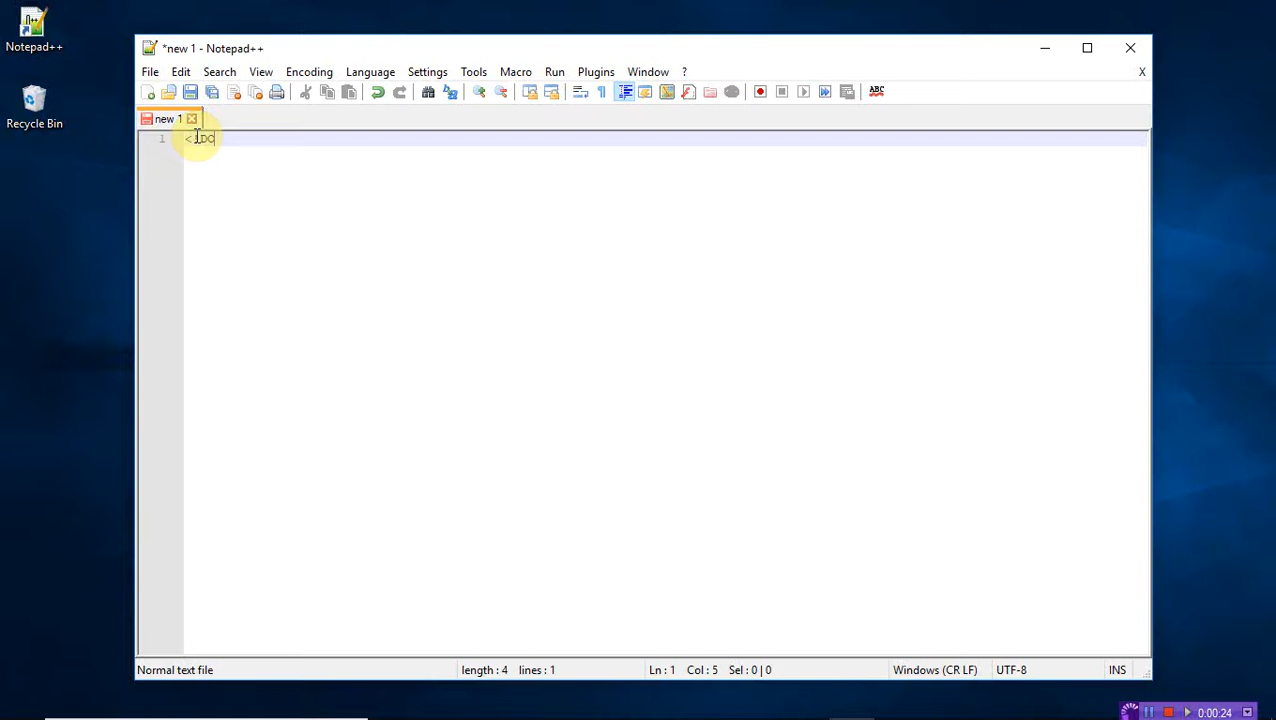 Notepad++
Recycle Bin
*new 1 - Notepad++
File Edit Search View Encoding Language Settings Tools Macro Run Plugins Window ? X
ABC
new 1
1 <!DC
Normal text file length : 4 lines : 1 Ln : 1 Col : 5 Sel : 0 | 0 Windows (CR LF) UTF-8 INS
0:00:24